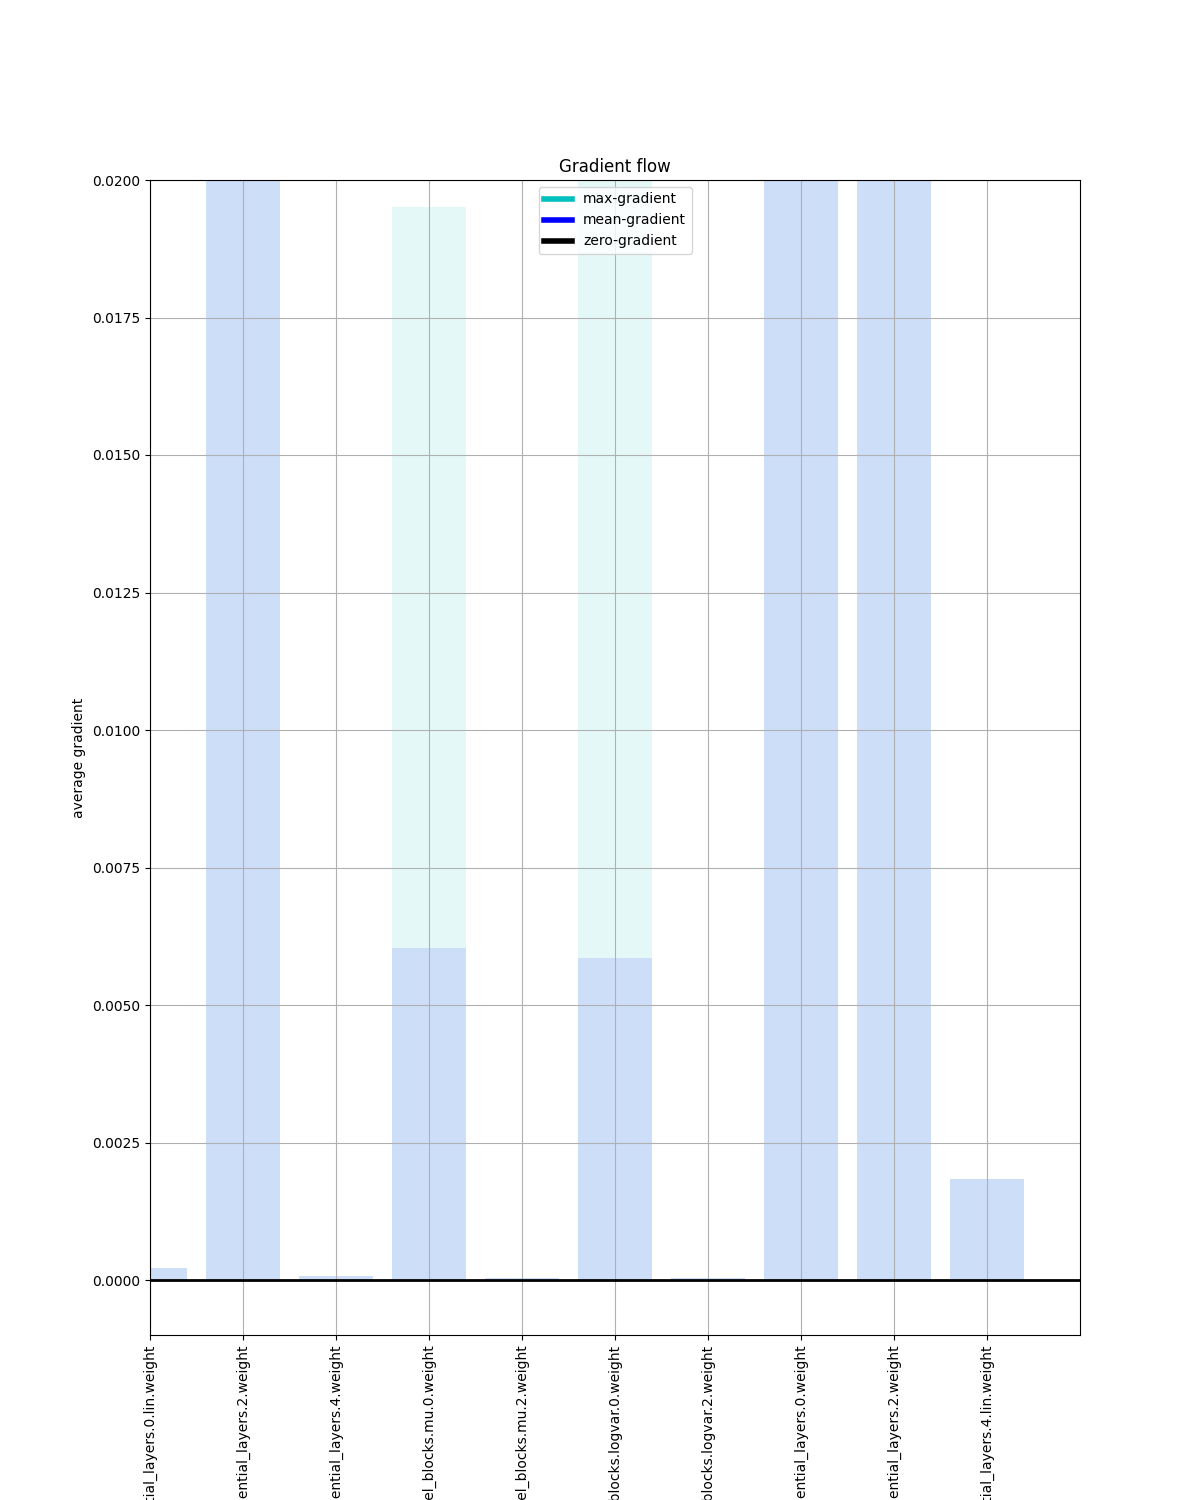 Gradient flow
max-gradient
mean-gradient
zero-gradient
0.0200
0.0175
0.0150
0.0125
0.0100
0.0075
0.0050
0.0025
0.0000
average gradient
tial_layers.0.lin.weight
ential_layers.2.weight
ential_layers.4.weight
el_blocks.mu.0.weight
el_blocks.mu.2.weight
blocks.logvar.0.weight
blocks.logvar.2.weight
ential_layers.0.weight
ential_layers.2.weight
tial_layers.4.lin.weight